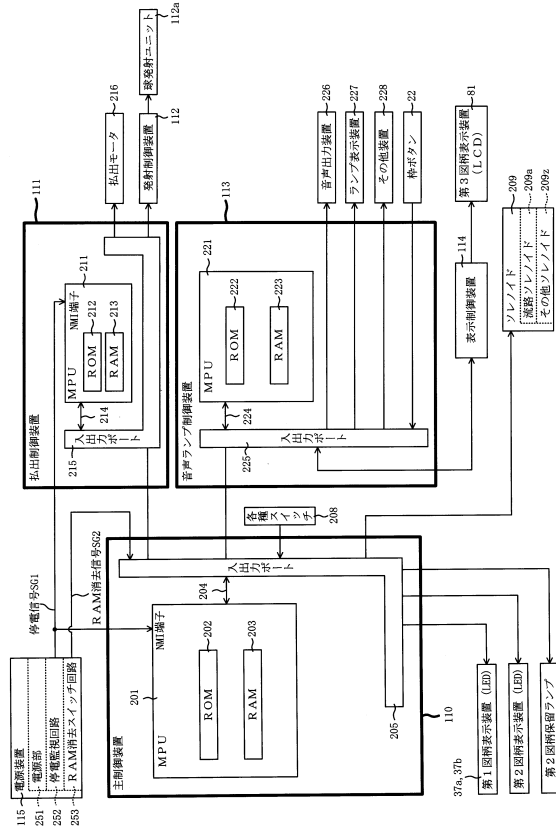 115
電源装置
251
電源部
252
停電監視回路
253
RAM消去スイッチ回路
停電信号SG1
RAM消去信号SG2
払出制御装置
111
MPU
NMI端子
211
ROM
212
RAM
213
214
入出力ポート
215
払出モータ
216
発射制御装置
112
球発射ユニット
112a
主制御装置
110
201
MPU
NMI端子
ROM
202
RAM
203
204
入出力ポート
205
各種スイッチ
208
音声ランプ制御装置
113
MPU
221
ROM
222
RAM
223
224
入出力ポート
225
音声出力装置
226
ランプ表示装置
227
その他装置
228
枠ボタン
22
表示制御装置
114
第3図柄表示装置
(LCD)
81
ソレノイド
209
流路ソレノイド
209a
その他ソレノイド
209z
37a,37b
第1図柄表示装置(LED)
第2図柄表示装置(LED)
第2図柄保留ランプ